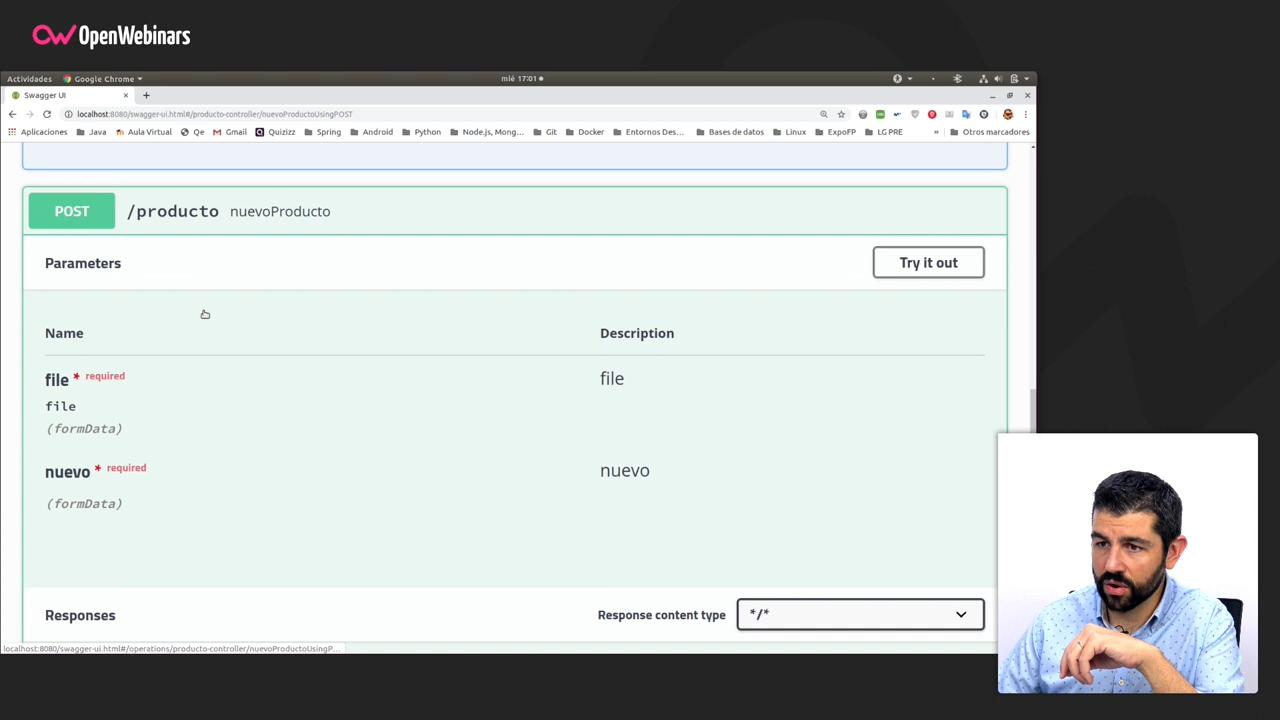 OpenWebinars
Actividades Google Chrome mié 17:01
Swagger UI
localhost:8080/swagger-ui.html#/producto-controller/nuevoProductoUsingPOST
Aplicaciones Java Aula Virtual Qe Gmail Quizizz Spring Android Python Node.js, Mong... Git Docker Entornos Des... Bases de datos Linux ExpoFP LG PRE » Otros marcadores
POST /producto nuevoProducto
Parameters Try it out
Name Description
file * required file
file
(formData)
nuevo * required nuevo
(formData)
Responses Response content type */*
localhost:8080/swagger-ui.html#/operations/producto-controller/nuevoProductoUsingP...